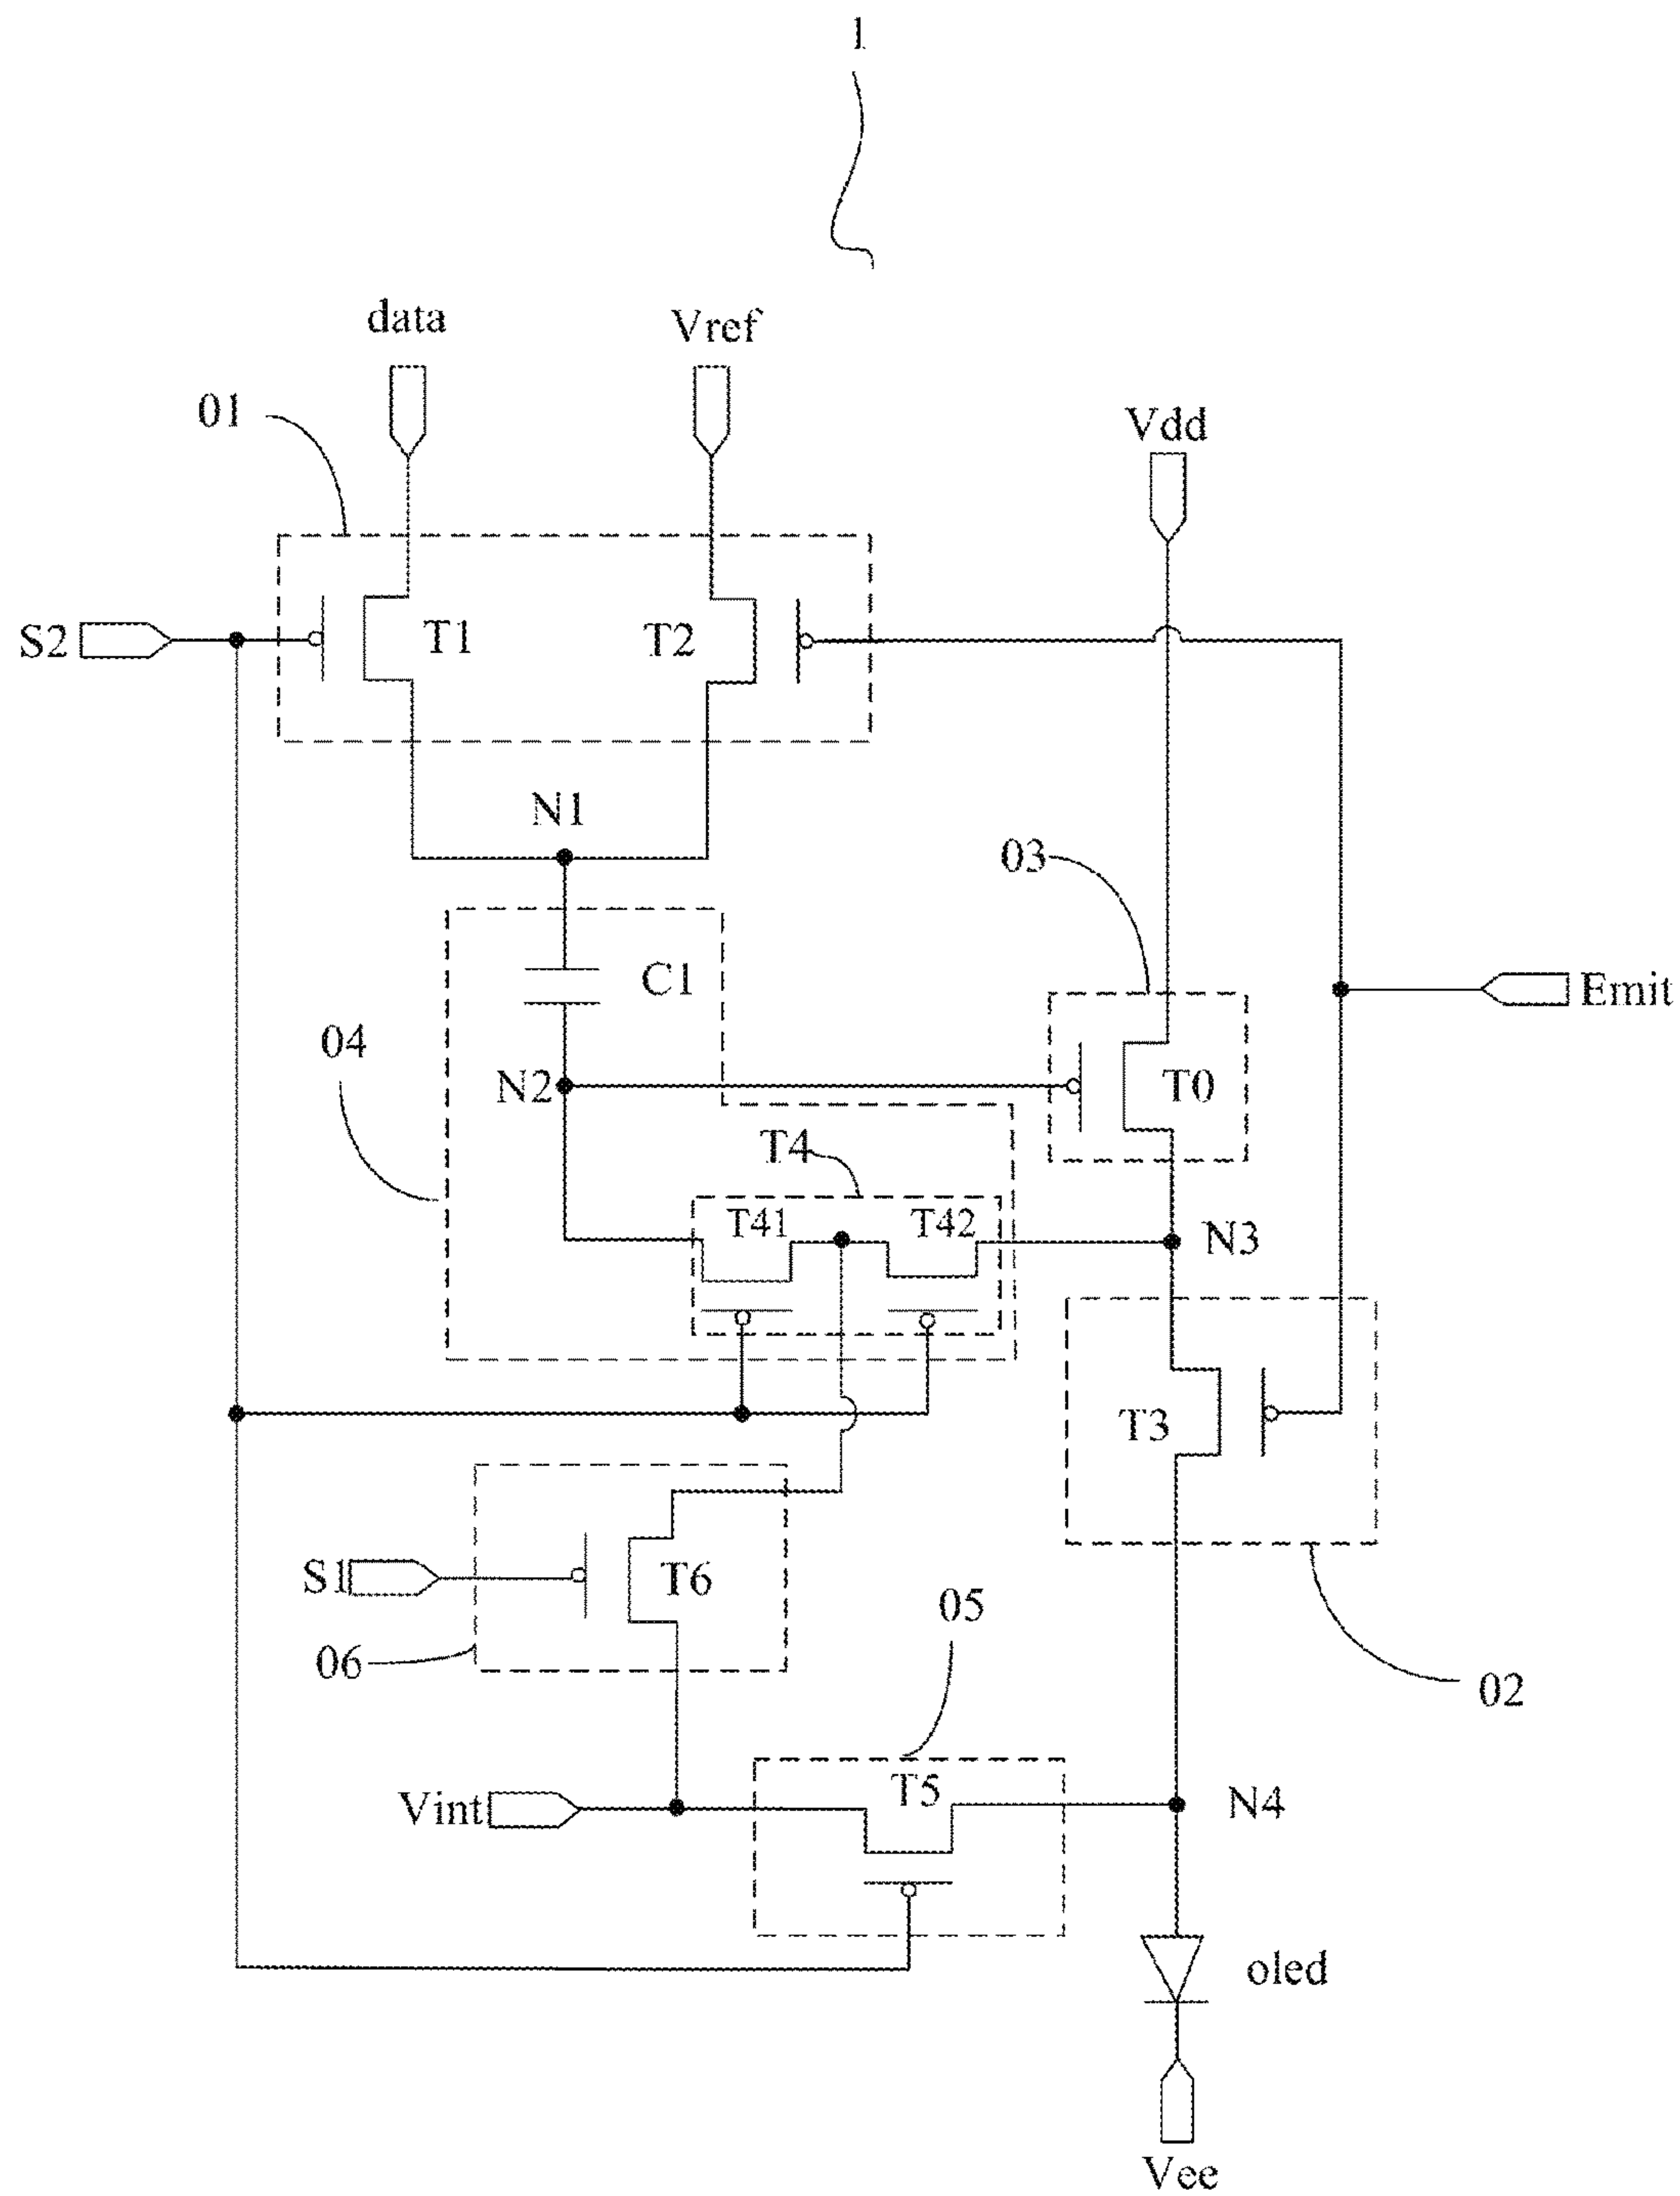 1
data
Vref
01
Vdd
S2
T1
T2
N1
03
C1
Emit
04
N2
T0
T4
T41
T42
N3
T3
S1
T6
05
06
02
Vint
T5
N4
oled
Vee